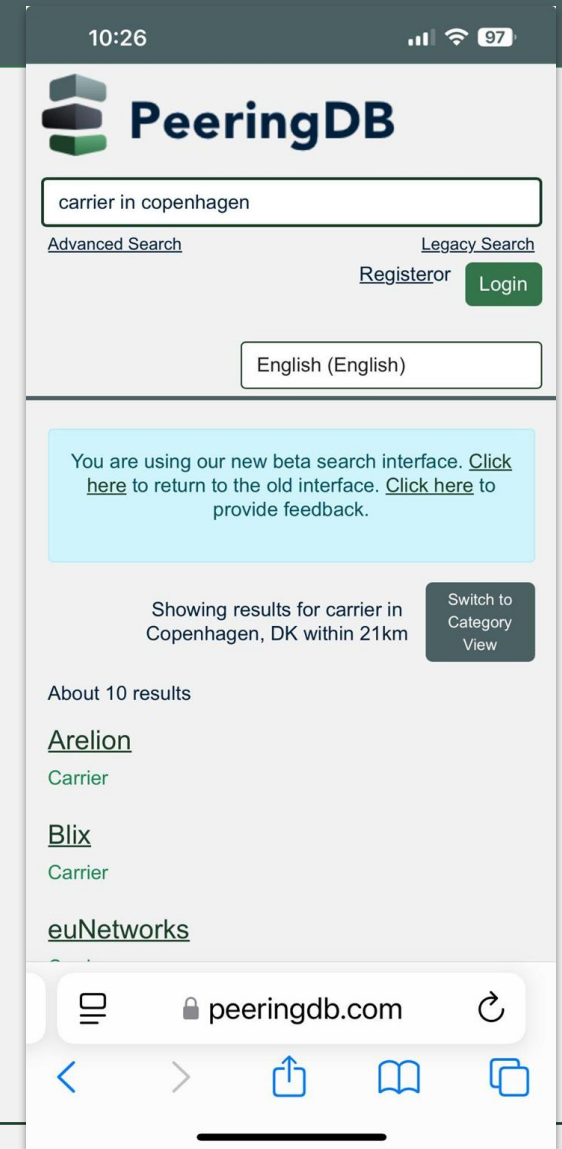 10:26
97
PeeringDB
carrier in copenhagen
Advanced Search
Legacy Search
Registeror
Login
English (English)
You are using our new beta search interface. Click
here to return to the old interface. Click here to
provide feedback.
Showing results for carrier in
Copenhagen, DK within 21km
Switch to
Category
View
About 10 results
Arelion
Carrier
Blix
Carrier
euNetworks
peeringdb.com